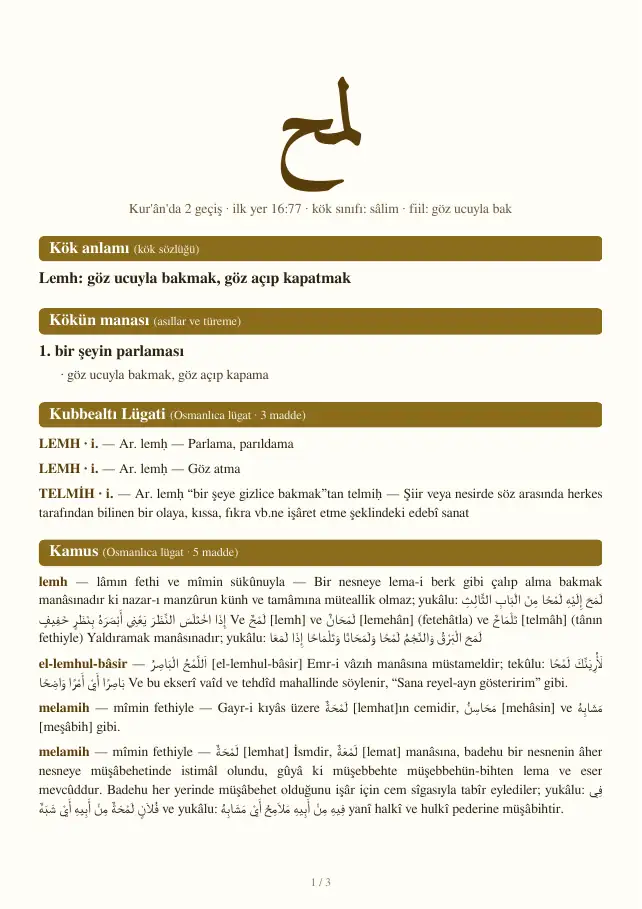 لمح
Kur'ân'da 2 geçiş · ilk yer 16:77 · kök sınıfı: sâlim · fiil: göz ucuyla bak
Kök anlamı (kök sözlüğü)
Lemh: göz ucuyla bakmak, göz açıp kapatmak
Kökün manası (asıllar ve türeme)
1. bir şeyin parlaması
· göz ucuyla bakmak, göz açıp kapama
Kubbealtı Lügati (Osmanlıca lügat · 3 madde)
LEMH · i. — Ar. lemḥ — Parlama, parıldama
LEMH · i. — Ar. lemḥ — Göz atma
TELMİH · i. — Ar. lemḥ “bir şeye gizlice bakmak”tan telmiḥ — Şiir veya nesirde söz arasında herkes
tarafından bilinen bir olaya, kıssa, fıkra vb.ne işâret etme şeklindeki edebî sanat
Kamus (Osmanlıca lügat · 5 madde)
lemh — lâmın fethi ve mîmin sükûnuyla — Bir nesneye lema-i berk gibi çalıp alma bakmak
manâsınadır ki nazar-ı manzûrun künh ve tamâmına müteallik olmaz; yukâlu: لَمَحَ إِلَيْهِ لَمْحًا مِنَ الْبَابِ الثَّالِثِ
إِذَا اخْتَلَسَ النَّظَرَ يَعْنِي أَبْصَرَهُ بِنَظَرٍ خَفِيفٍ Ve لَمْحٌ [lemh] ve لَمَحَانٌ [lemehân] (fetehâtla) ve تَلْمَاحٌ [telmâh] (tânın
fethiyle) Yaldıramak manâsınadır; yukâlu: لَمَحَ الْبَرْقُ وَالنَّجْمُ لَمْحًا وَلَمَحَانًا وَتَلْمَاحًا إِذَا لَمَعَا
el-lemhul-bâsir — اَللَّمْحُ الْبَاصِرُ [el-lemhul-bâsir] Emr-i vâzıh manâsına müstameldir; tekûlu: لَأُرِيَنَّكَ لَمْحًا
بَاصِرًا أَيْ أَمْرًا وَاضِحًا Ve bu ekserî vaîd ve tehdîd mahallinde söylenir, “Sana reyel-ayn gösteririm” gibi.
melamih — mîmin fethiyle — Gayr-i kıyâs üzere لَمْحَةٌ [lemhat]ın cemidir, مَحَاسِنُ [mehâsin] ve مَشَابِهُ
[meşâbih] gibi.
melamih — mîmin fethiyle — لَمْحَةٌ [lemhat] İsmdir, لَمْعَةٌ [lemat] manâsına, badehu bir nesnenin âher
nesneye müşâbehetinde istimâl olundu, gûyâ ki müşebbehte müşebbehün-bihten lema ve eser
mevcûddur. Badehu her yerinde müşâbehet olduğunu işâr için cem sîgasıyla tabîr eylediler; yukâlu: فِي
فُلَانٍ لَمْحَةٌ مِنْ أَبِيهِ أَيْ شَبَهٌ ve yukâlu: فِيهِ مِنْ أَبِيهِ مَلَامِحُ أَيْ مَشَابِهُ yanî halkî ve hulkî pederine müşâbihtir.
1 / 3